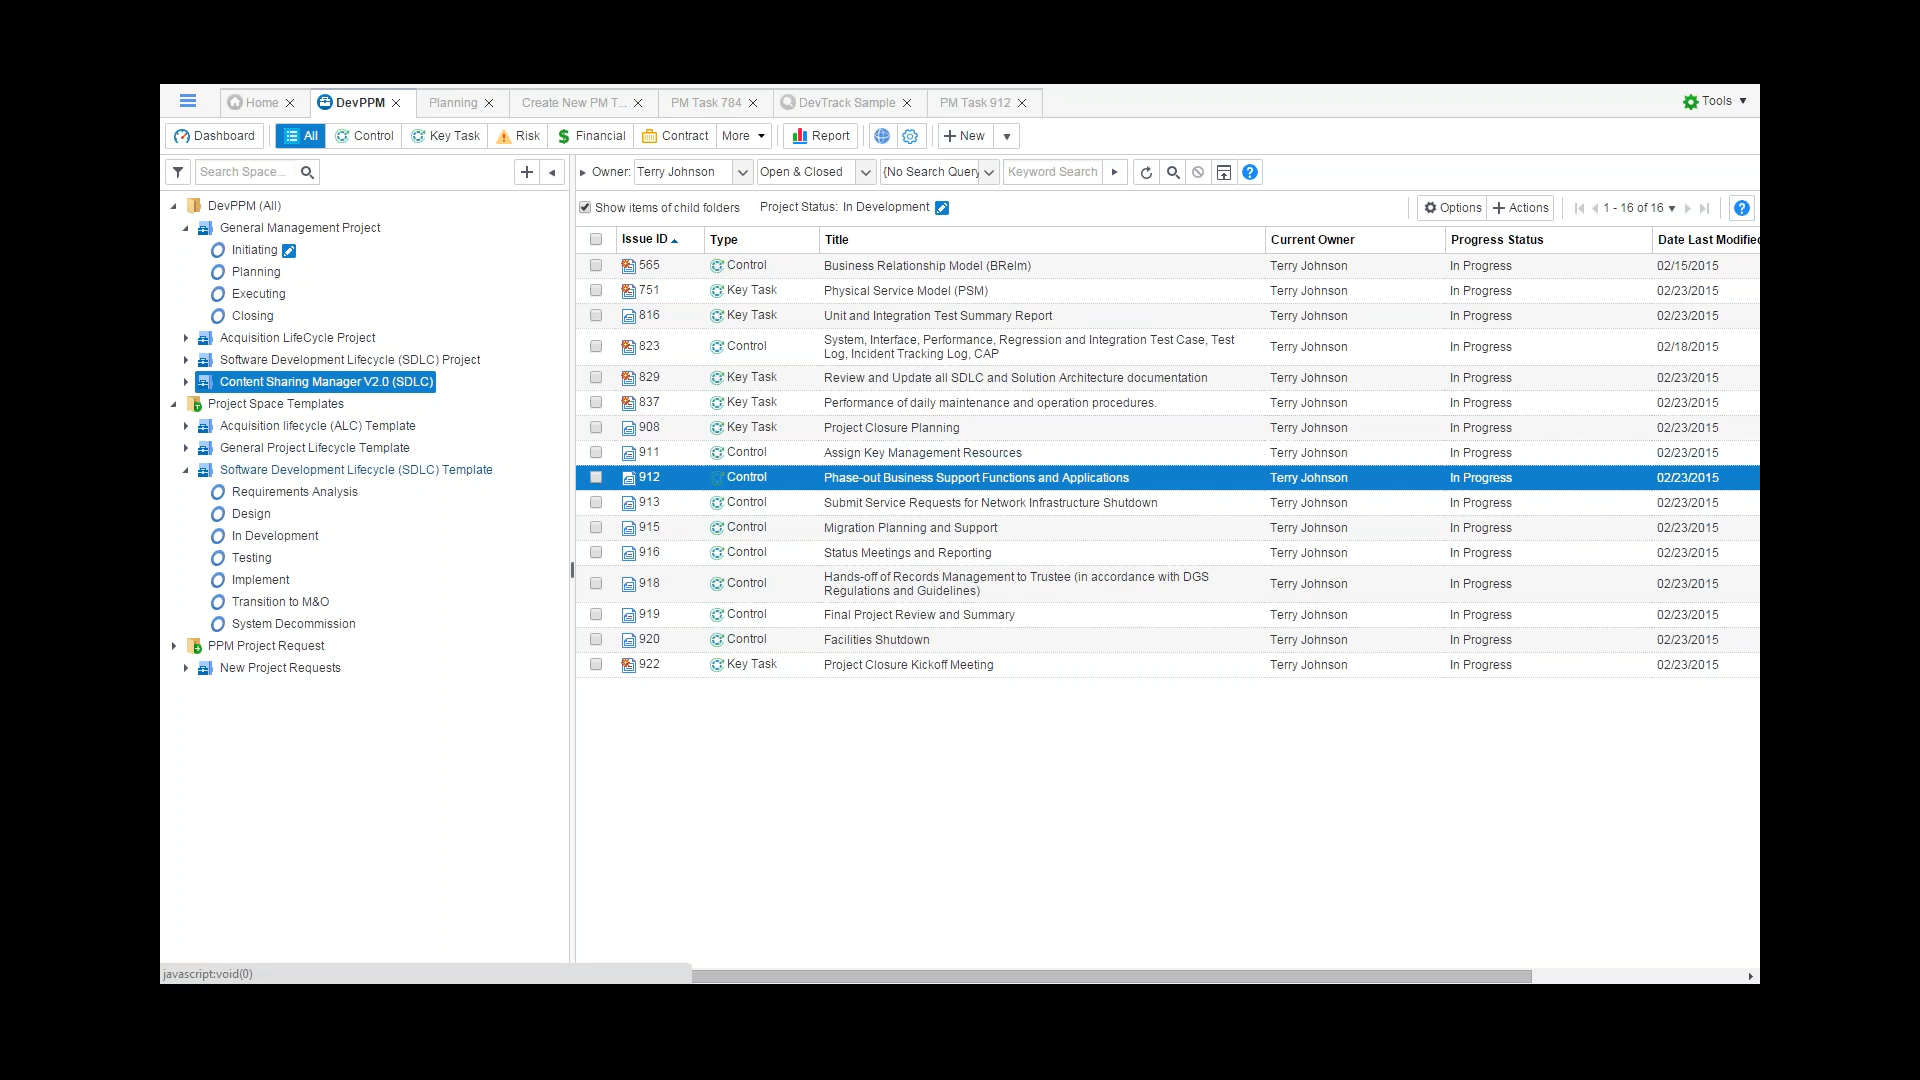 Home DevPPM Planning Create New PM T... PM Task 784 DevTrack Sample PM Task 912 Tools
Dashboard All Control Key Task Risk Financial Contract More Report New
Search Space... Owner: Terry Johnson Open & Closed {No Search Query Keyword Search
DevPPM (All)
General Management Project
Initiating
Planning
Executing
Closing
Acquisition LifeCycle Project
Software Development Lifecycle (SDLC) Project
Content Sharing Manager V2.0 (SDLC)
Project Space Templates
Acquisition lifecycle (ALC) Template
General Project Lifecycle Template
Software Development Lifecycle (SDLC) Template
Requirements Analysis
Design
In Development
Testing
Implement
Transition to M&O
System Decommission
PPM Project Request
New Project Requests
Show items of child folders Project Status: In Development Options Actions 1 - 16 of 16
Issue ID Type Title Current Owner Progress Status Date Last Modified
565 Control Business Relationship Model (BRelm) Terry Johnson In Progress 02/15/2015
751 Key Task Physical Service Model (PSM) Terry Johnson In Progress 02/23/2015
816 Key Task Unit and Integration Test Summary Report Terry Johnson In Progress 02/23/2015
823 Control System, Interface, Performance, Regression and Integration Test Case, Test
Log, Incident Tracking Log, CAP Terry Johnson In Progress 02/18/2015
829 Key Task Review and Update all SDLC and Solution Architecture documentation Terry Johnson In Progress 02/23/2015
837 Key Task Performance of daily maintenance and operation procedures. Terry Johnson In Progress 02/23/2015
908 Key Task Project Closure Planning Terry Johnson In Progress 02/23/2015
911 Control Assign Key Management Resources Terry Johnson In Progress 02/23/2015
912 Control Phase-out Business Support Functions and Applications Terry Johnson In Progress 02/23/2015
913 Control Submit Service Requests for Network Infrastructure Shutdown Terry Johnson In Progress 02/23/2015
915 Control Migration Planning and Support Terry Johnson In Progress 02/23/2015
916 Control Status Meetings and Reporting Terry Johnson In Progress 02/23/2015
918 Control Hands-off of Records Management to Trustee (in accordance with DGS
Regulations and Guidelines) Terry Johnson In Progress 02/23/2015
919 Control Final Project Review and Summary Terry Johnson In Progress 02/23/2015
920 Control Facilities Shutdown Terry Johnson In Progress 02/23/2015
922 Key Task Project Closure Kickoff Meeting Terry Johnson In Progress 02/23/2015
javascript:void(0)